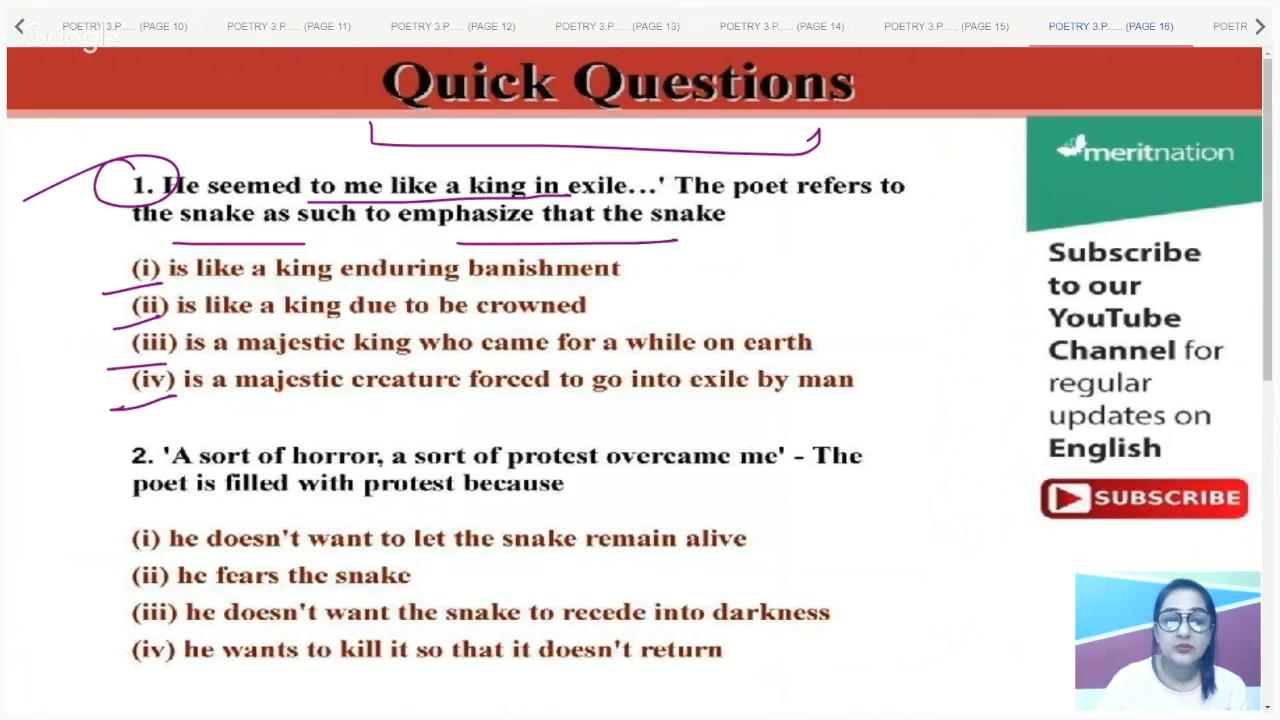 POETRY 3.P...... (PAGE 10) POETRY 3.P...... (PAGE 11) POETRY 3.P...... (PAGE 12) POETRY 3.P...... (PAGE 13) POETRY 3.P...... (PAGE 14) POETRY 3.P...... (PAGE 15) POETRY 3.P...... (PAGE 16) POETR
Google
Quick Questions
1. He seemed to me like a king in exile...' The poet refers to
the snake as such to emphasize that the snake
(i) is like a king enduring banishment
(ii) is like a king due to be crowned
(iii) is a majestic king who came for a while on earth
(iv) is a majestic creature forced to go into exile by man
2. 'A sort of horror, a sort of protest overcame me' - The
poet is filled with protest because
(i) he doesn't want to let the snake remain alive
(ii) he fears the snake
(iii) he doesn't want the snake to recede into darkness
(iv) he wants to kill it so that it doesn't return
meritnation
Subscribe
to our
YouTube
Channel for
regular
updates on
English
SUBSCRIBE